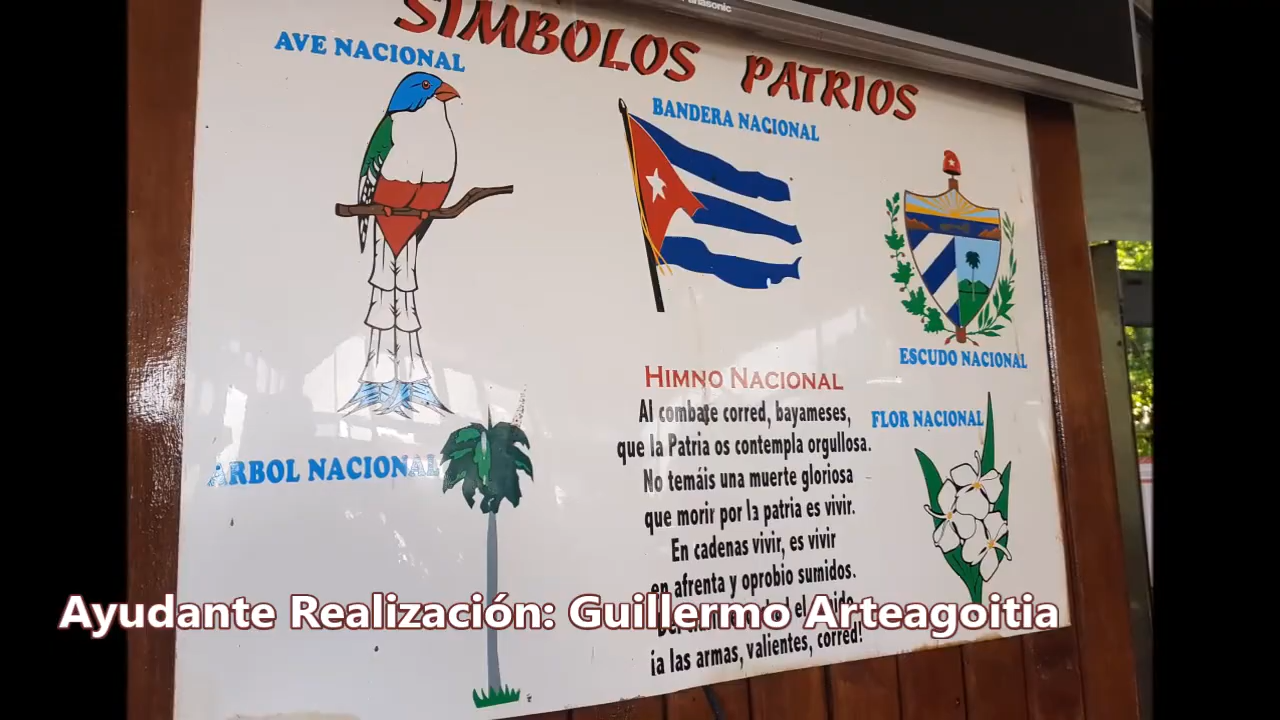 Panasonic
SIMBOLOS PATRIOS
AVE NACIONAL
BANDERA NACIONAL
ESCUDO NACIONAL
HIMNO NACIONAL
Al combate corred, bayameses,
que la Patria os contempla orgullosa.
No temáis una muerte gloriosa
que morir por la patria es vivir.
En cadenas vivir, es vivir
en afrenta y oprobio sumidos.
el
¡a las armas, valientes, corred!
FLOR NACIONAL
ARBOL NACIONAL
Ayudante Realización: Guillermo Arteagoitia